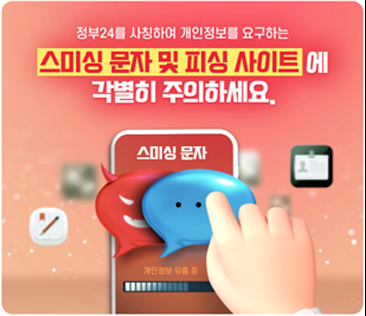 정부24를 사칭하여 개인정보를 요구하는
스미싱 문자 및 피싱 사이트에
각별히 주의하세요.
스미싱 문자
개인정보 유출 중